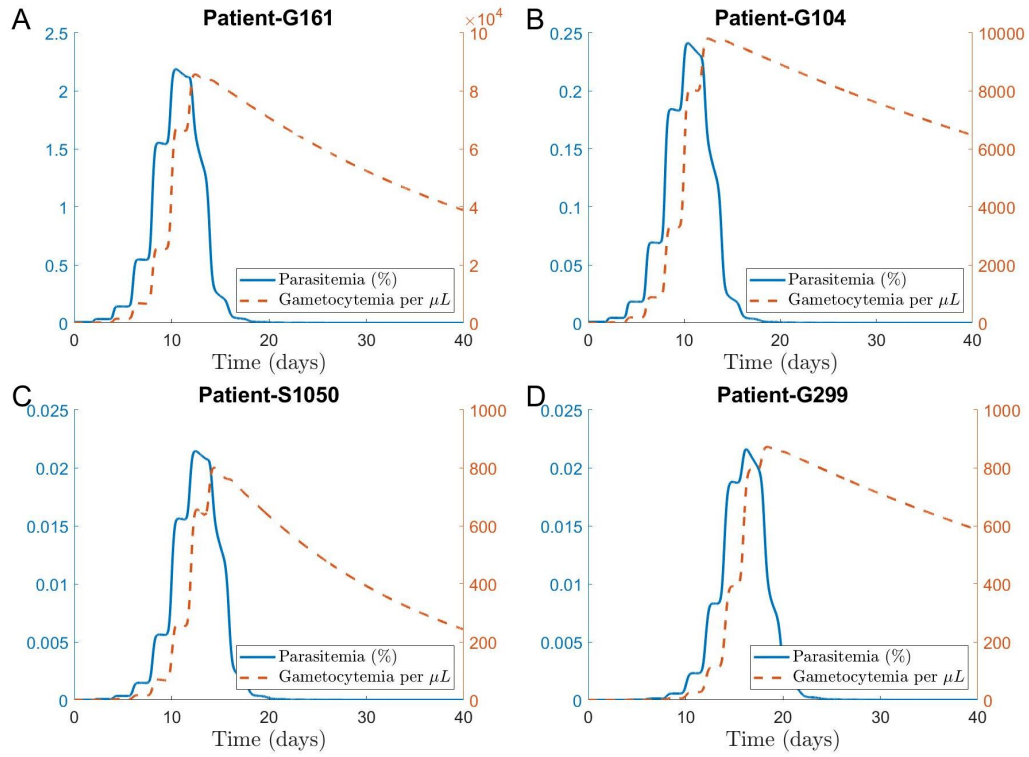 A
Patient-G161
×10⁴
2.5
2
1.5
1
0.5
0
10
8
6
4
2
0
Parasitemia (%)
Gametocytemia per μL
0 10 20 30 40
Time (days)
B
Patient-G104
0.25
0.2
0.15
0.1
0.05
0
10000
8000
6000
4000
2000
0
Parasitemia (%)
Gametocytemia per μL
0 10 20 30 40
Time (days)
C
Patient-S1050
0.025
0.02
0.015
0.01
0.005
0
1000
800
600
400
200
0
Parasitemia (%)
Gametocytemia per μL
0 10 20 30 40
Time (days)
D
Patient-G299
0.025
0.02
0.015
0.01
0.005
0
1000
800
600
400
200
0
Parasitemia (%)
Gametocytemia per μL
0 10 20 30 40
Time (days)